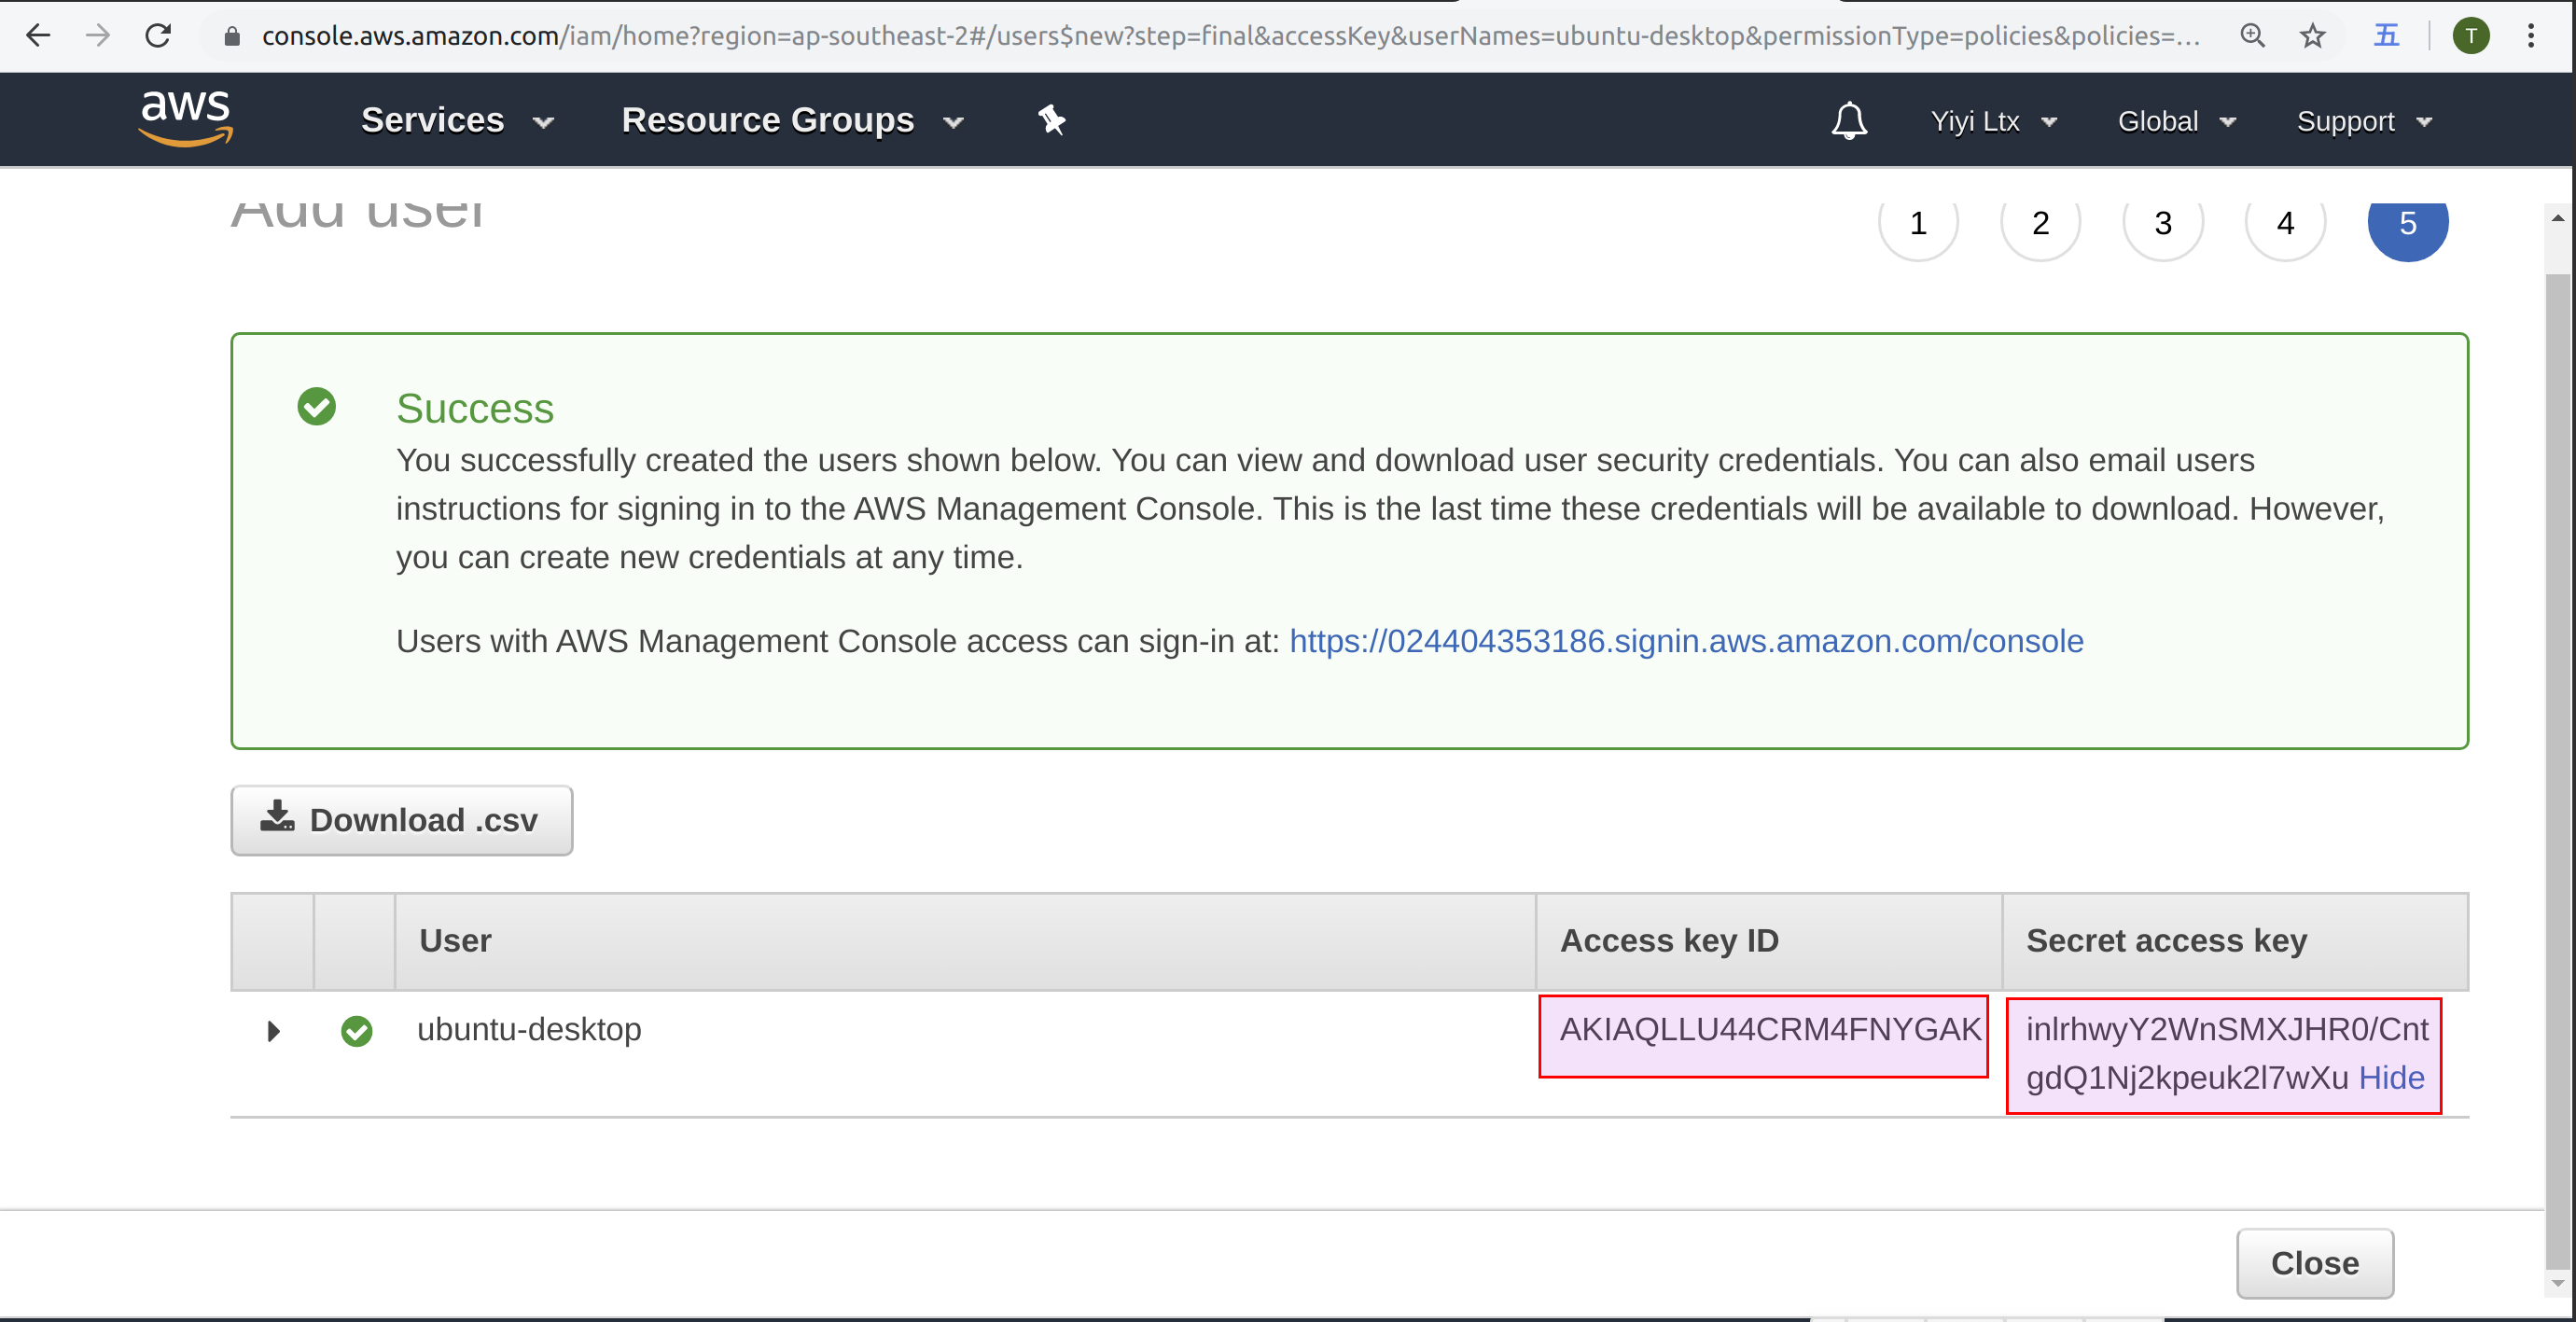 console.aws.amazon.com/iam/home?region=ap-southeast-2#/users$new?step=final&accessKey&userNames=ubuntu-desktop&permissionType=policies&policies=...
五
T
aws
Services
Resource Groups
Yiyi Ltx
Global
Support
Add user
1 2 3 4 5
Success
You successfully created the users shown below. You can view and download user security credentials. You can also email users
instructions for signing in to the AWS Management Console. This is the last time these credentials will be available to download. However,
you can create new credentials at any time.
Users with AWS Management Console access can sign-in at: https://024404353186.signin.aws.amazon.com/console
Download .csv
User Access key ID Secret access key
ubuntu-desktop AKIAQLLU44CRM4FNYGAK inlrhwyY2WnSMXJHR0/Cnt
gdQ1Nj2kpeuk2l7wXu Hide
Close